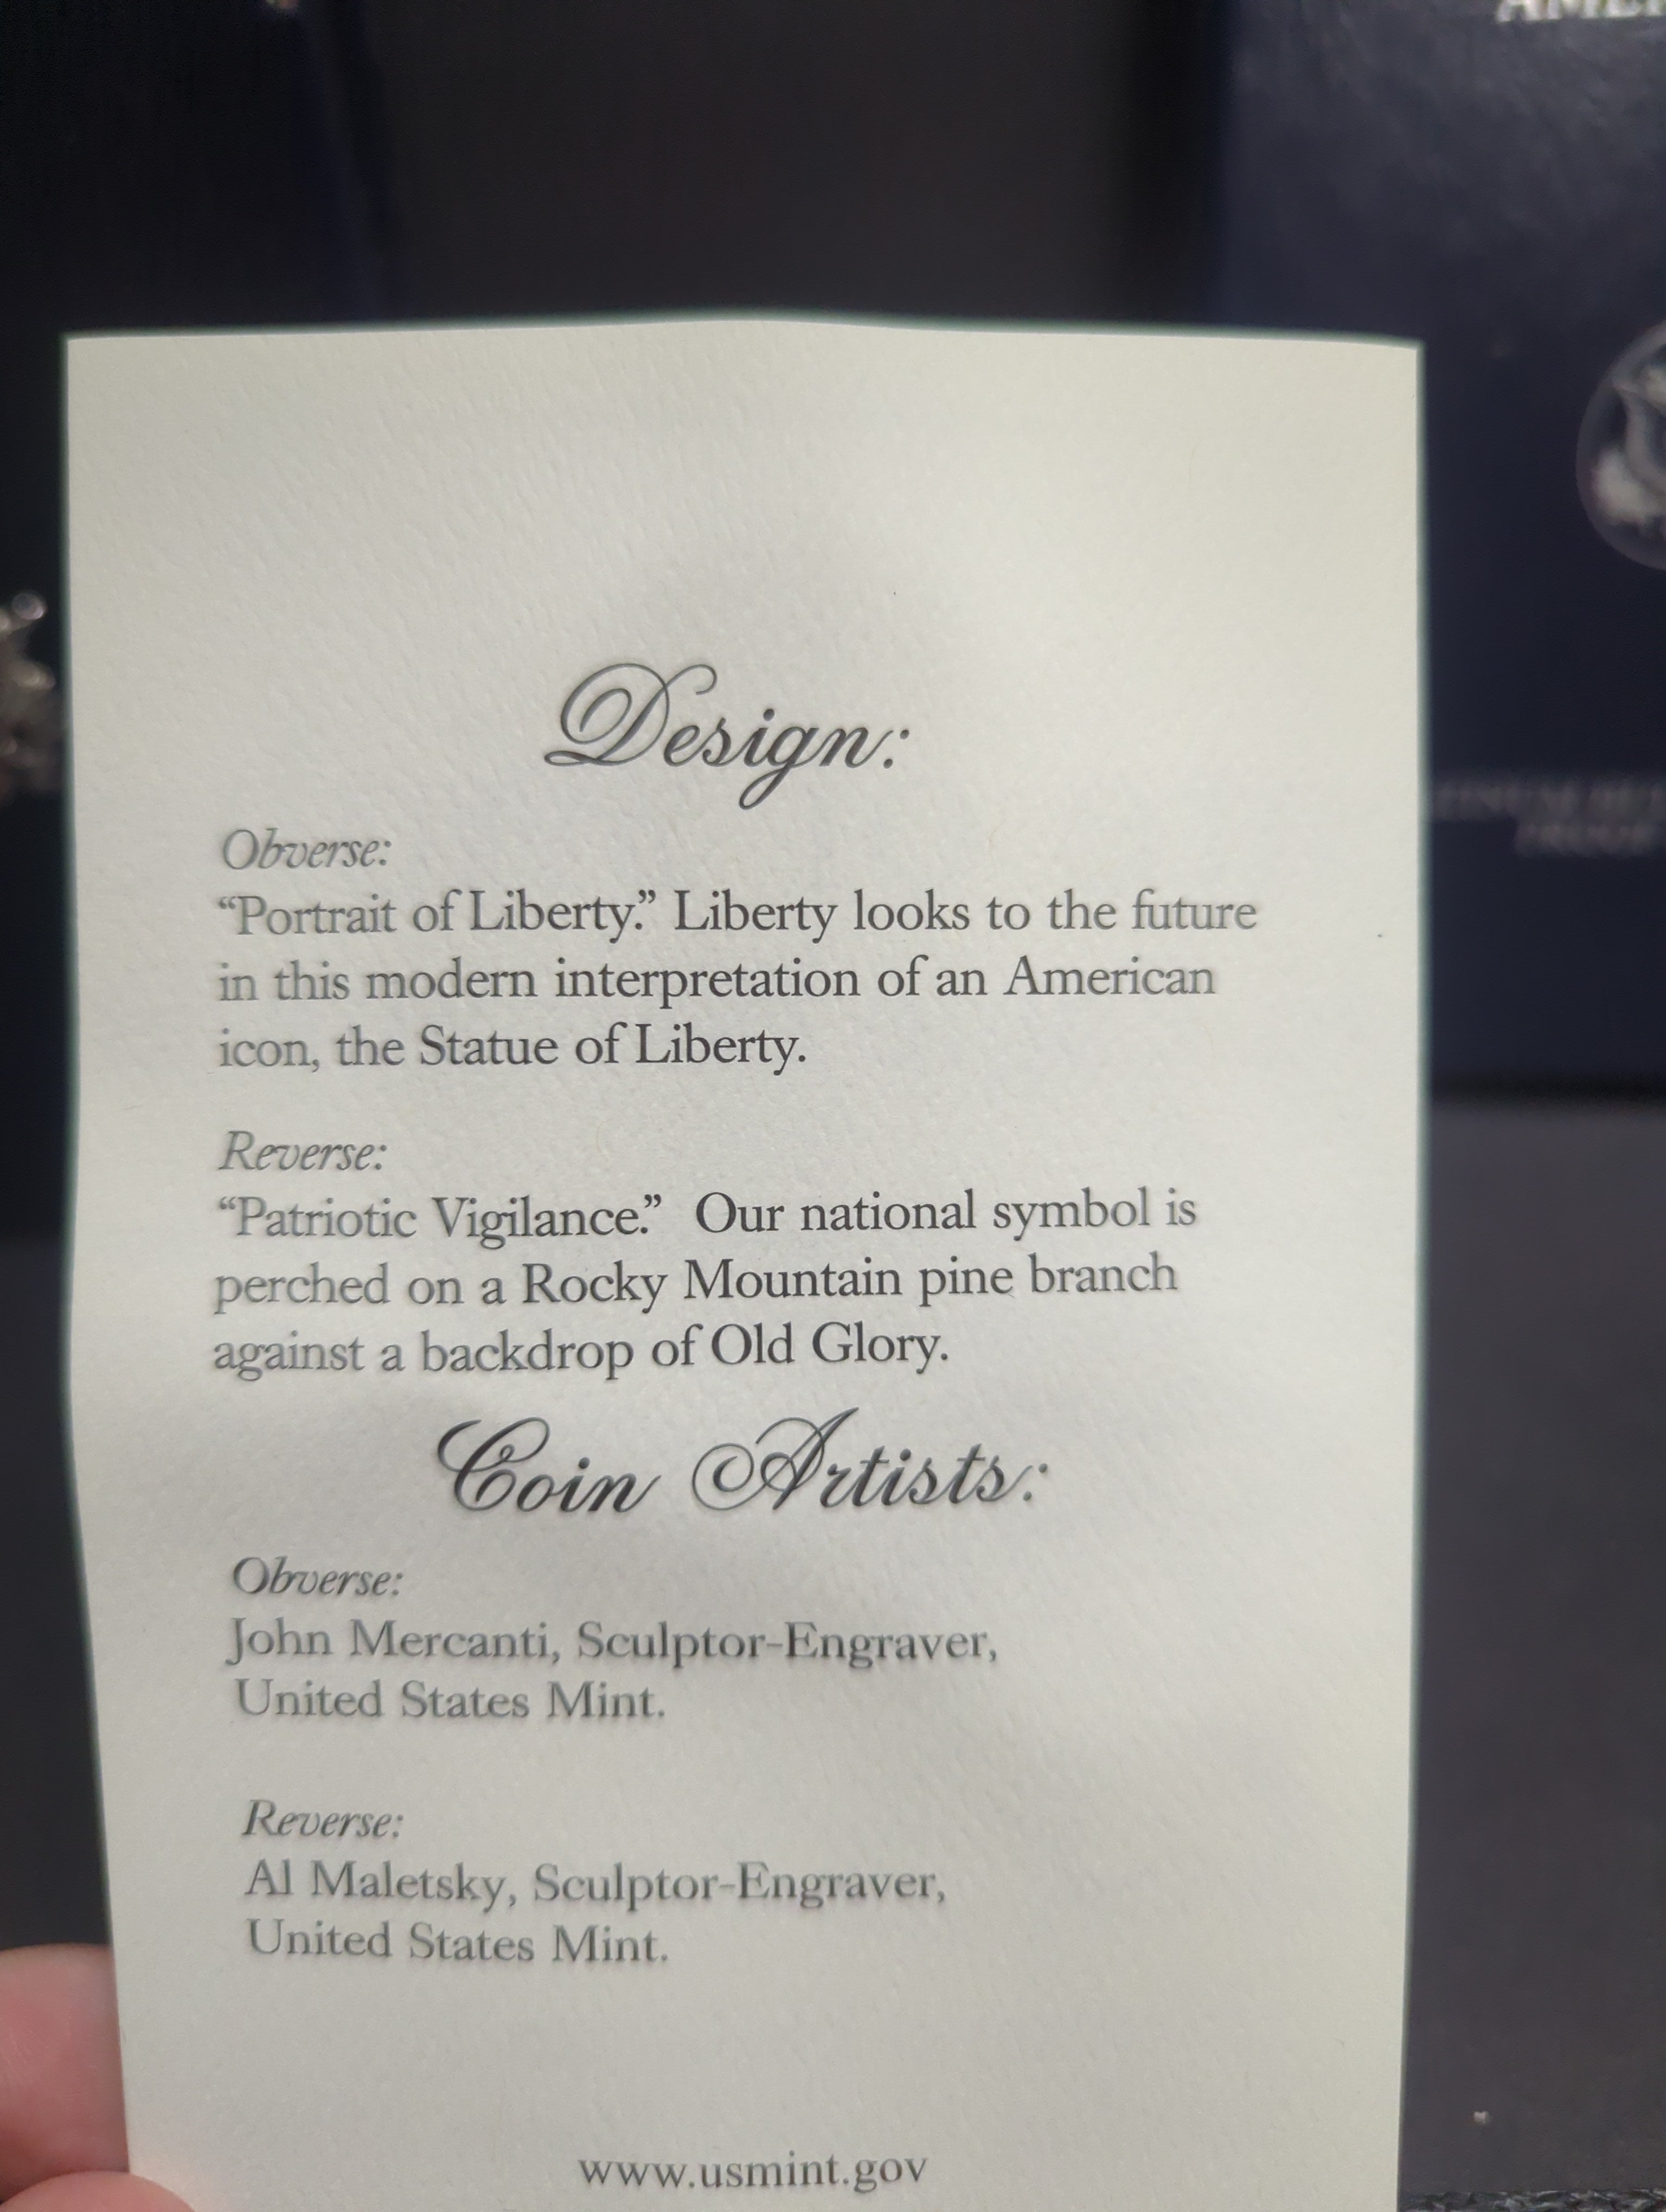 Design:
Obverse:
“Portrait of Liberty.” Liberty looks to the future
in this modern interpretation of an American
icon, the Statue of Liberty.
Reverse:
“Patriotic Vigilance.” Our national symbol is
perched on a Rocky Mountain pine branch
against a backdrop of Old Glory.
Coin Artists:
Obverse:
John Mercanti, Sculptor-Engraver,
United States Mint.
Reverse:
Al Maletsky, Sculptor-Engraver,
United States Mint.
www.usmint.gov